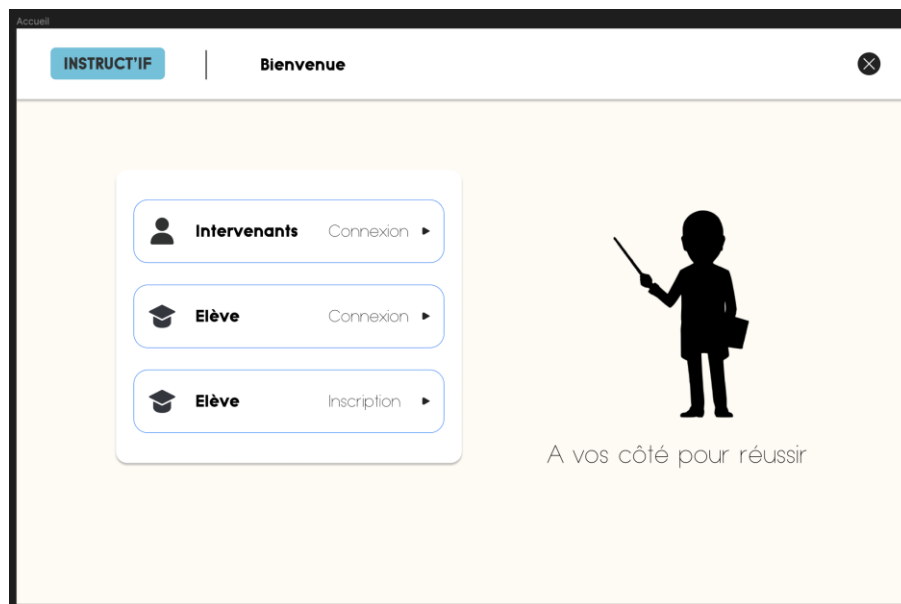 Accueil
INSTRUCT'IF
Bienvenue
Intervenants Connexion
Elève Connexion
Elève Inscription
A vos côté pour réussir